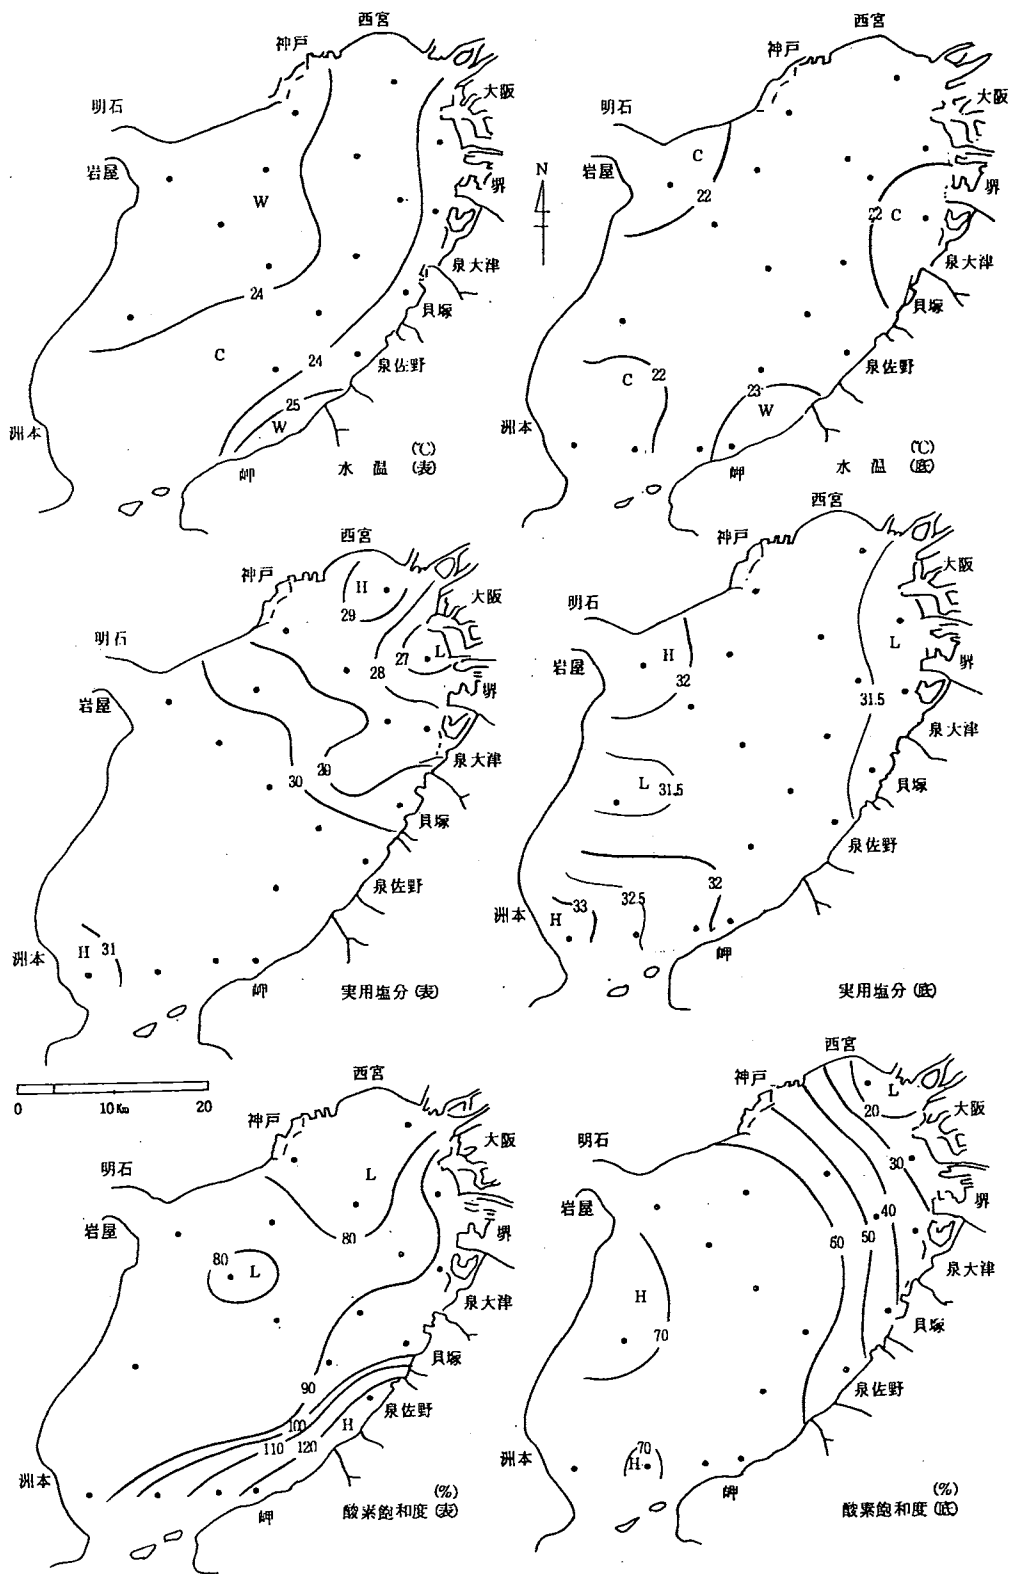 西宮
神戸
大阪
明石
岩屋
W
堺
泉大津
24
貝塚
C
24
泉佐野
25
W
洲本
岬
(℃)
水温(表)
西宮
神戸
大阪
明石
C
岩屋
22
N
堺
22
C
泉大津
貝塚
C
22
泉佐野
23
W
洲本
岬
(℃)
水温(底)
西宮
神戸
H
大阪
29
明石
27
L
28
堺
岩屋
泉大津
30
29
貝塚
泉佐野
31
H
洲本
岬
実用塩分(表)
西宮
神戸
大阪
明石
L
H
岩屋
堺
32
31.5
泉大津
L
31.5
貝塚
泉佐野
32
32.5
33
H
洲本
岬
実用塩分(底)
0
10Km
20
西宮
神戸
大阪
明石
L
岩屋
堺
80
80
L
泉大津
貝塚
90
泉佐野
100
H
110
120
洲本
岬
(%)
酸素飽和度(表)
西宮
神戸
L
20
大阪
明石
30
岩屋
堺
40
50
60
泉大津
H
貝塚
70
泉佐野
70
H
洲本
岬
(%)
酸素飽和度(底)